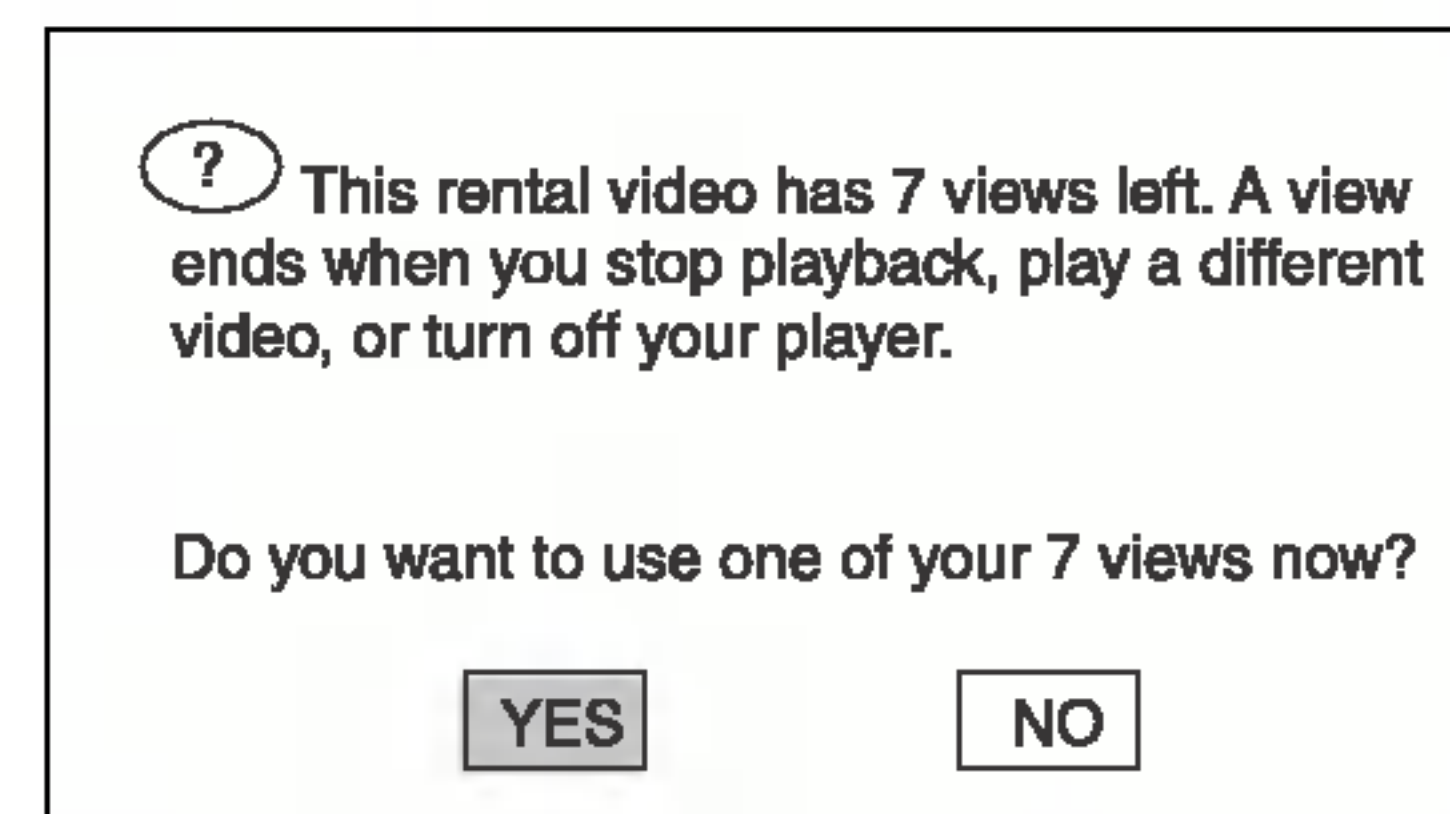 ? This rental video has 7 views left. A view
ends when you stop playback, play a different
video, or turn off your player.
Do you want to use one of your 7 views now?
YES NO